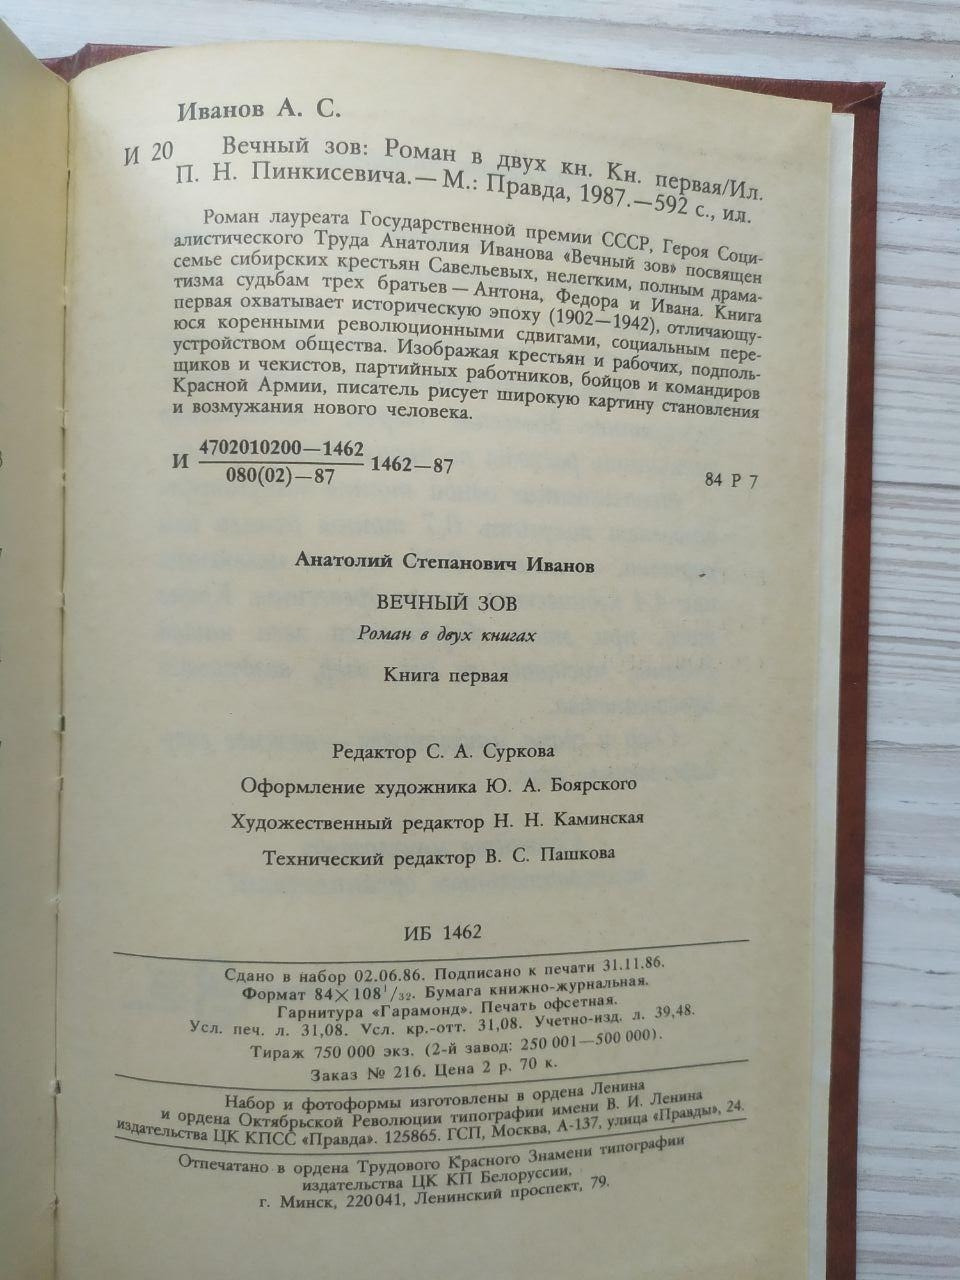 Иванов А. С.
И 20 Вечный зов: Роман в двух кн. Кн. первая/Ил.
П. Н. Пинкисевича.— М.: Правда, 1987.—592 с., ил.
Роман лауреата Государственной премии СССР, Героя Соци-
алистического Труда Анатолия Иванова «Вечный зов» посвящен
семье сибирских крестьян Савельевых, нелегким, полным драма-
тизма судьбам трех братьев — Антона, Федора и Ивана. Книга
первая охватывает историческую эпоху (1902—1942), отличающу-
юся коренными революционными сдвигами, социальным пере-
устройством общества. Изображая крестьян и рабочих, подполь-
щиков и чекистов, партийных работников, бойцов и командиров
Красной Армии, писатель рисует широкую картину становления
и возмужания нового человека.
4702010200—1462
И 1462—87
080(02)—87
84 Р 7
Анатолий Степанович Иванов
ВЕЧНЫЙ ЗОВ
Роман в двух книгах
Книга первая
Редактор С. А. Суркова
Оформление художника Ю. А. Боярского
Художественный редактор Н. Н. Каминская
Технический редактор В. С. Пашкова
ИБ 1462
Сдано в набор 02.06.86. Подписано к печати 31.11.86.
Формат 84×108¹/₃₂. Бумага книжно-журнальная.
Гарнитура «Гарамонд». Печать офсетная.
Усл. печ. л. 31,08. Усл. кр.-отт. 31,08. Учетно-изд. л. 39,48.
Тираж 750 000 экз. (2-й завод: 250 001—500 000).
Заказ № 216. Цена 2 р. 70 к.
Набор и фотоформы изготовлены в ордена Ленина
и ордена Октябрьской Революции типографии имени В. И. Ленина
издательства ЦК КПСС «Правда». 125865. ГСП, Москва, А-137, улица «Правды», 24.
Отпечатано в ордена Трудового Красного Знамени типографии
издательства ЦК КП Белоруссии,
г. Минск, 220041, Ленинский проспект, 79.